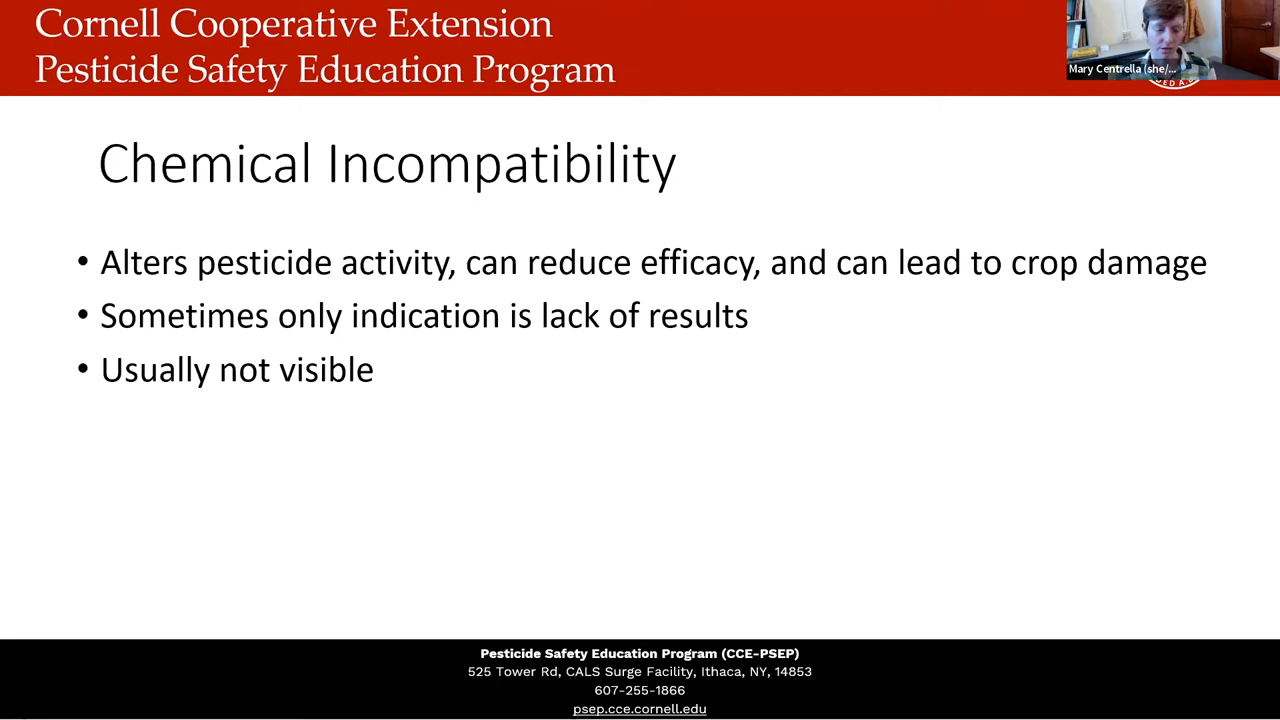 Cornell Cooperative Extension
Pesticide Safety Education Program
Mary Centrella (she/...
Chemical Incompatibility
• Alters pesticide activity, can reduce efficacy, and can lead to crop damage
• Sometimes only indication is lack of results
• Usually not visible
Pesticide Safety Education Program (CCE-PSEP)
525 Tower Rd, CALS Surge Facility, Ithaca, NY, 14853
607-255-1866
psep.cce.cornell.edu